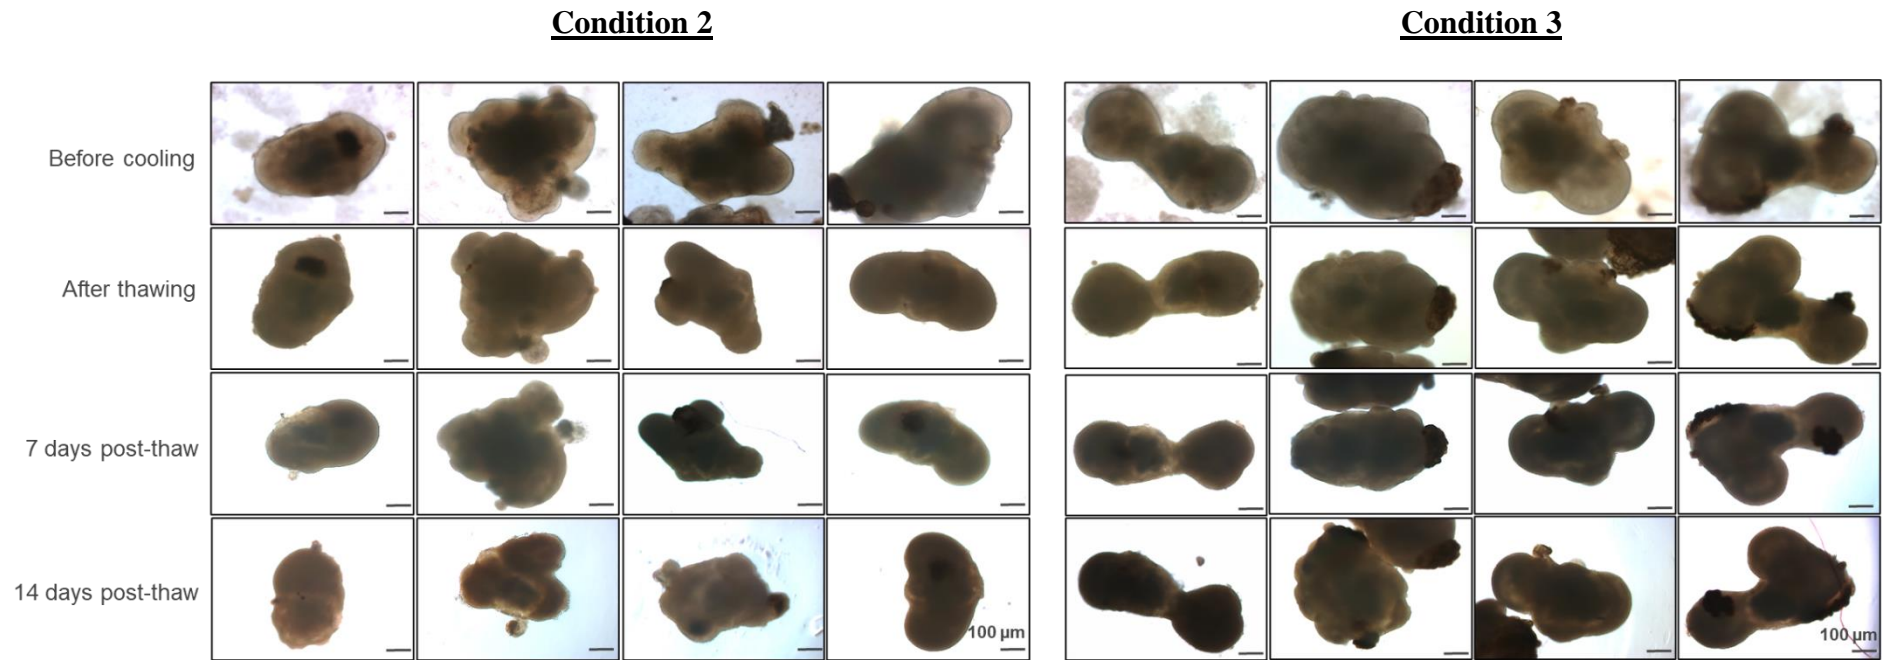 Condition 2
Condition 3
Before cooling
After thawing
7 days post-thaw
14 days post-thaw
100 µm
100 µm